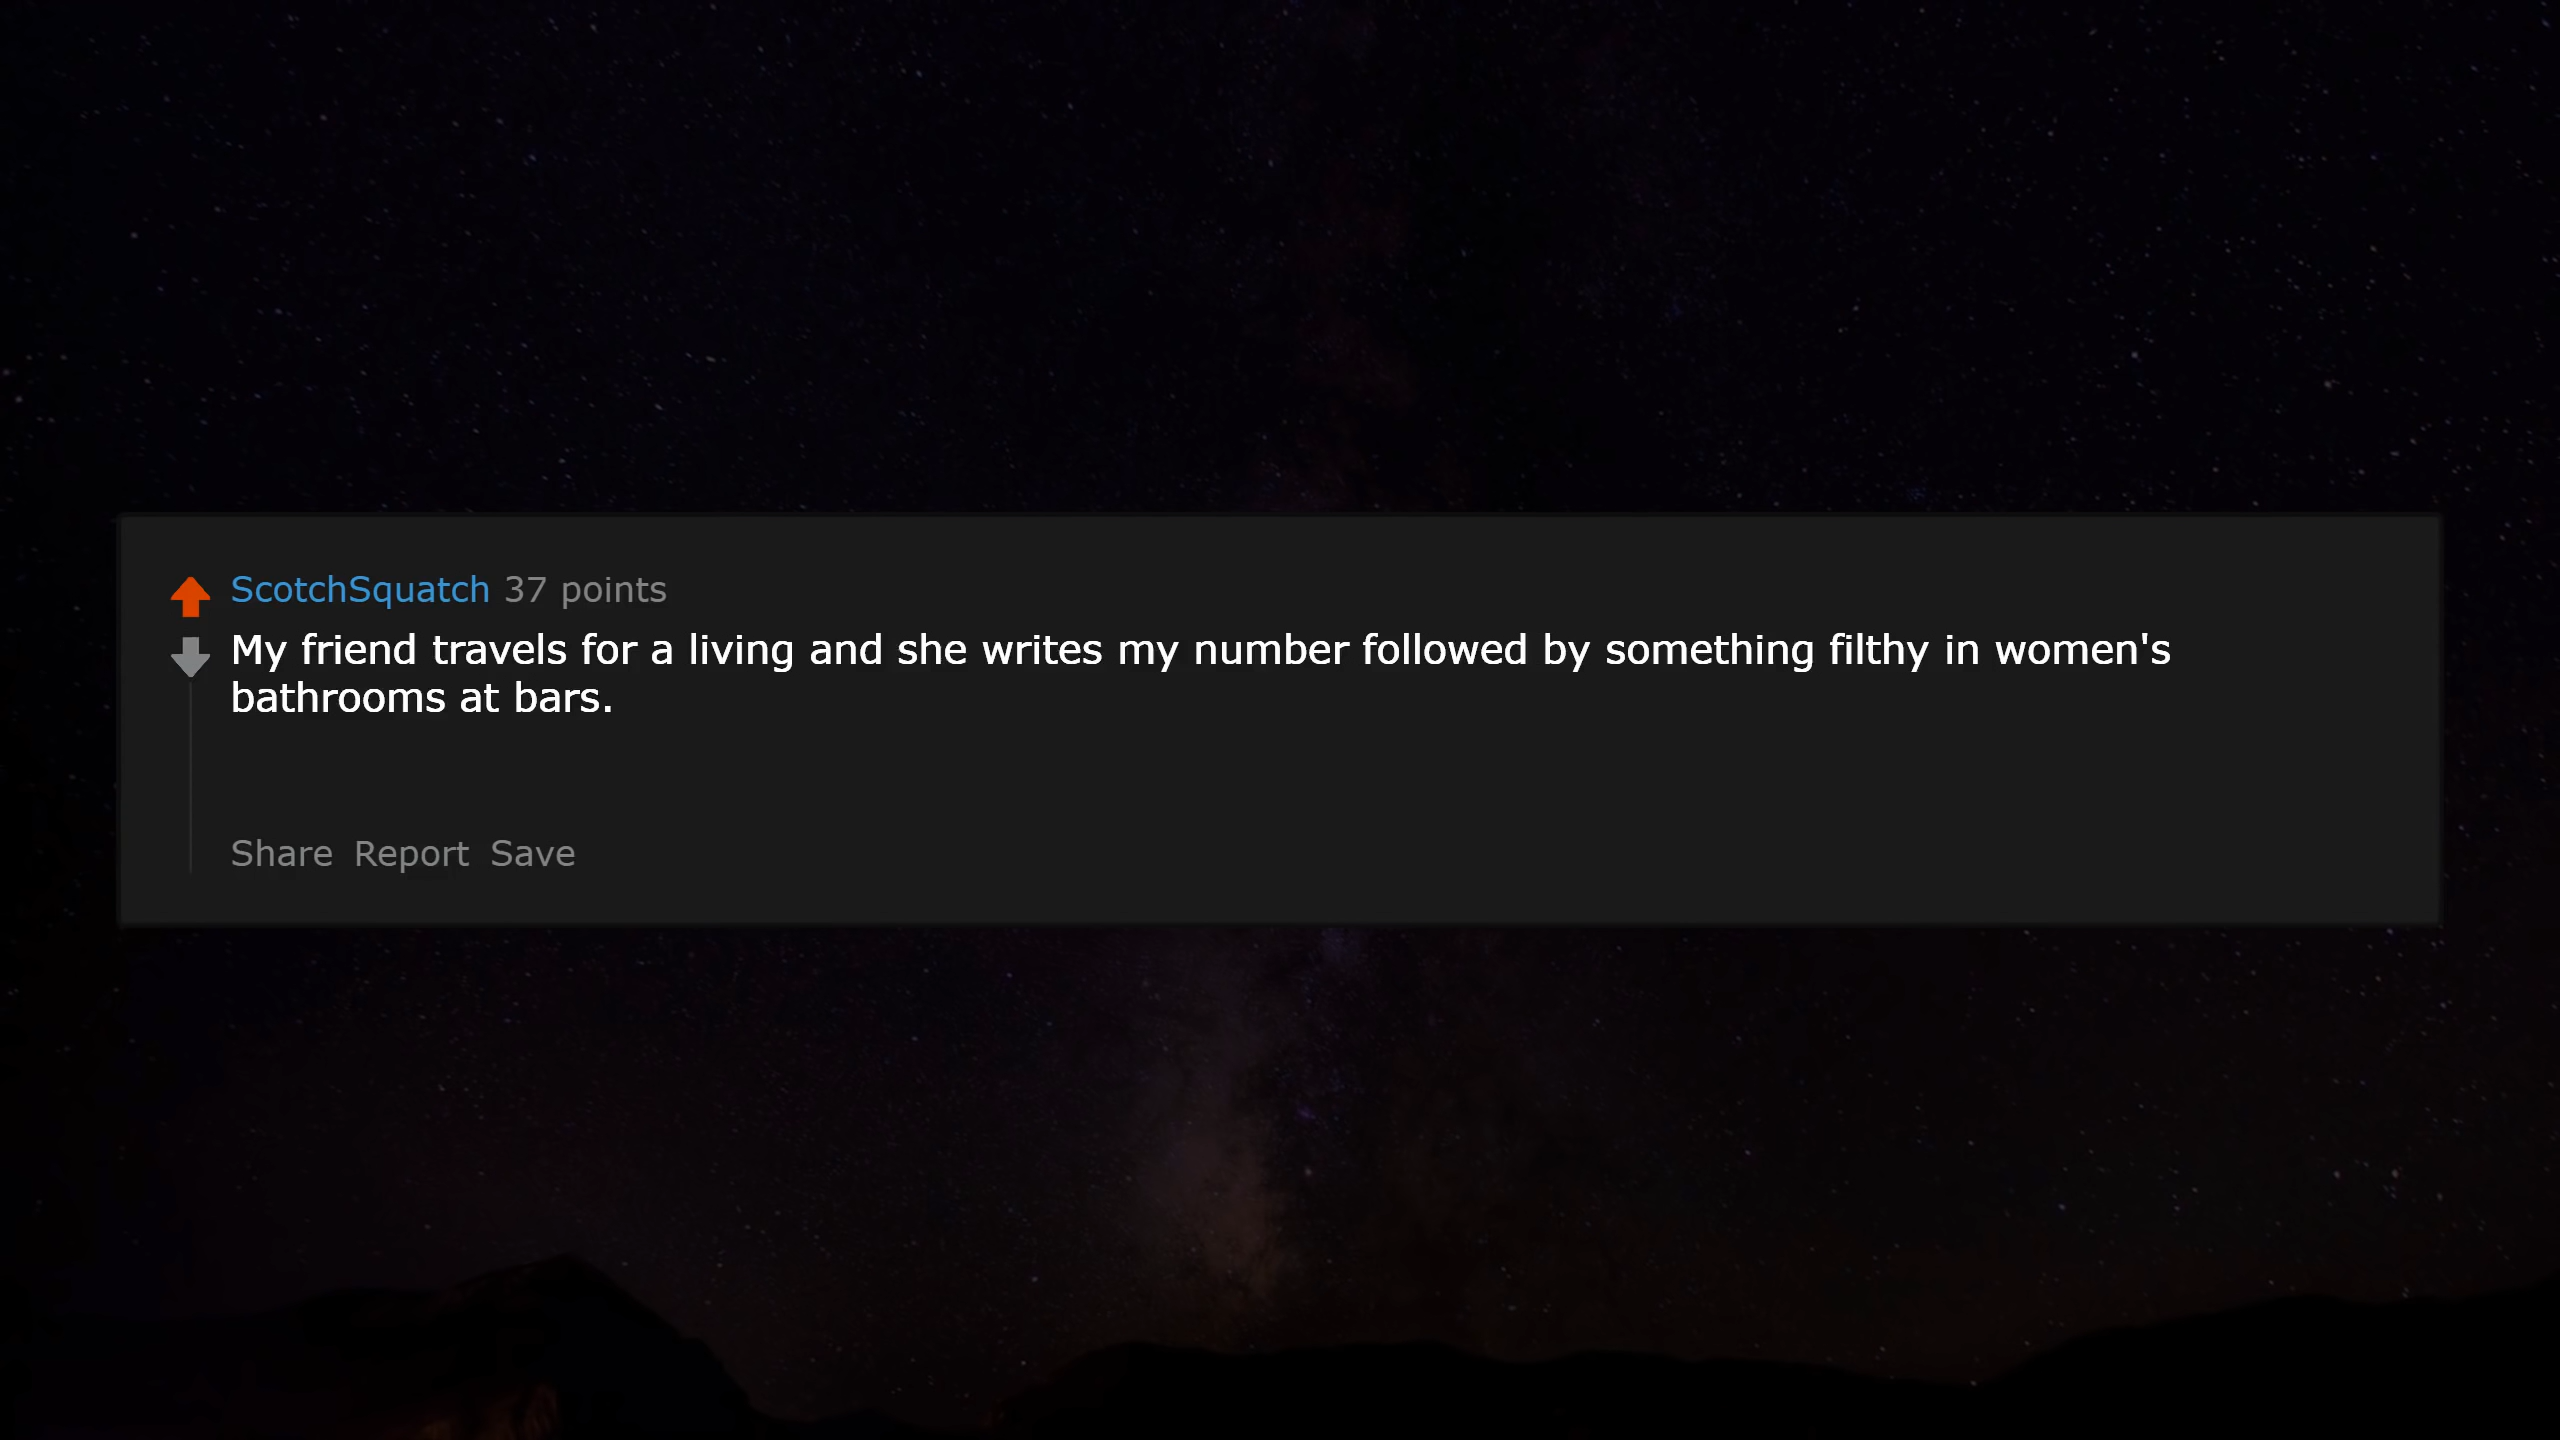 ScotchSquatch 37 points
My friend travels for a living and she writes my number followed by something filthy in women's
bathrooms at bars.
Share Report Save